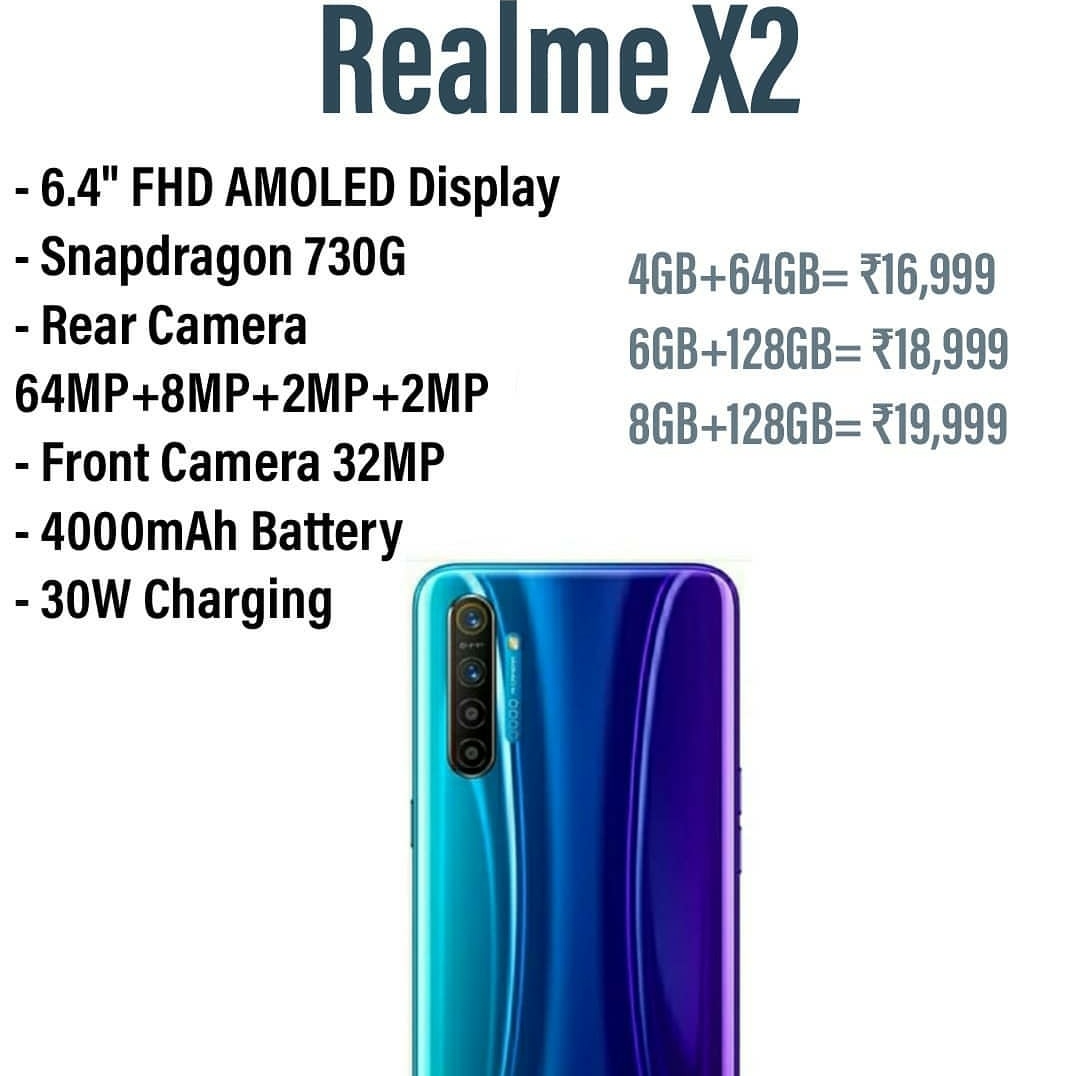 Realme X2
- 6.4" FHD AMOLED Display
- Snapdragon 730G
- Rear Camera
64MP+8MP+2MP+2MP
- Front Camera 32MP
- 4000mAh Battery
- 30W Charging
4GB+64GB= ₹16,999
6GB+128GB= ₹18,999
8GB+128GB= ₹19,999